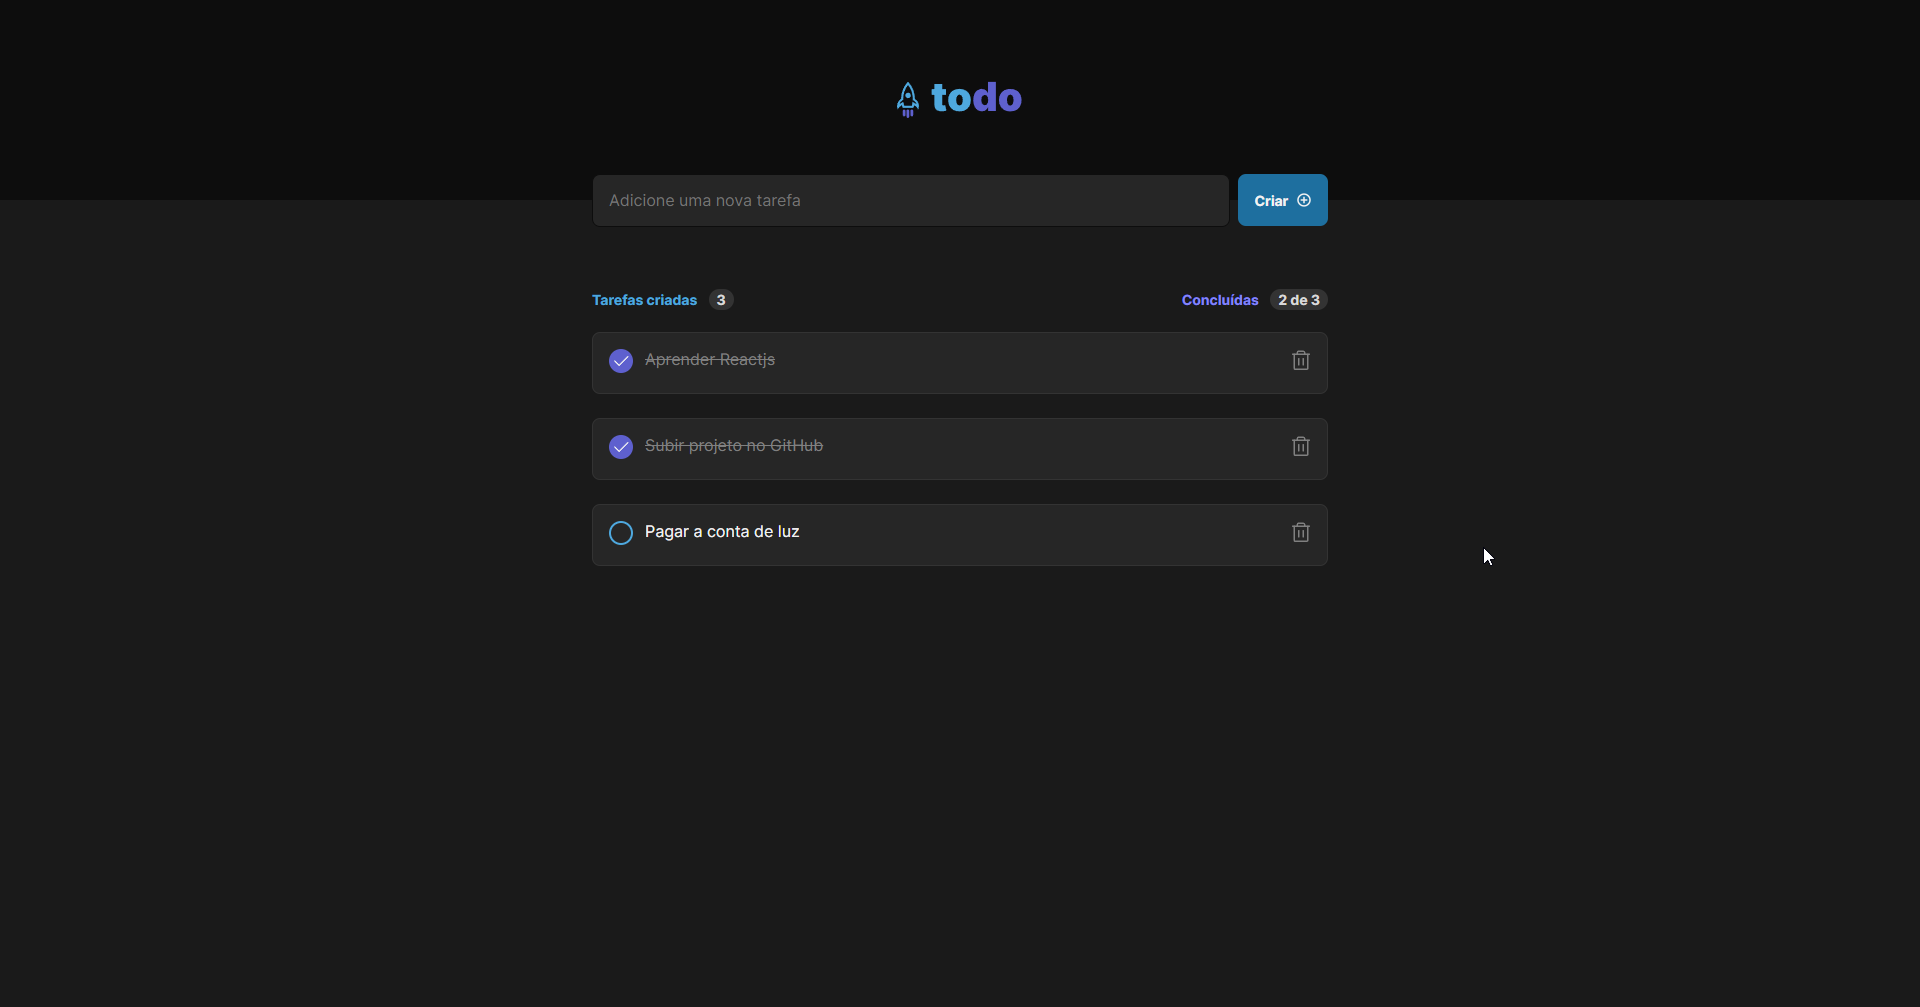 todo
Adicione uma nova tarefa
Criar
Tarefas criadas 3
Concluídas 2 de 3
Aprender Reactjs
Subir projeto no GitHub
Pagar a conta de luz